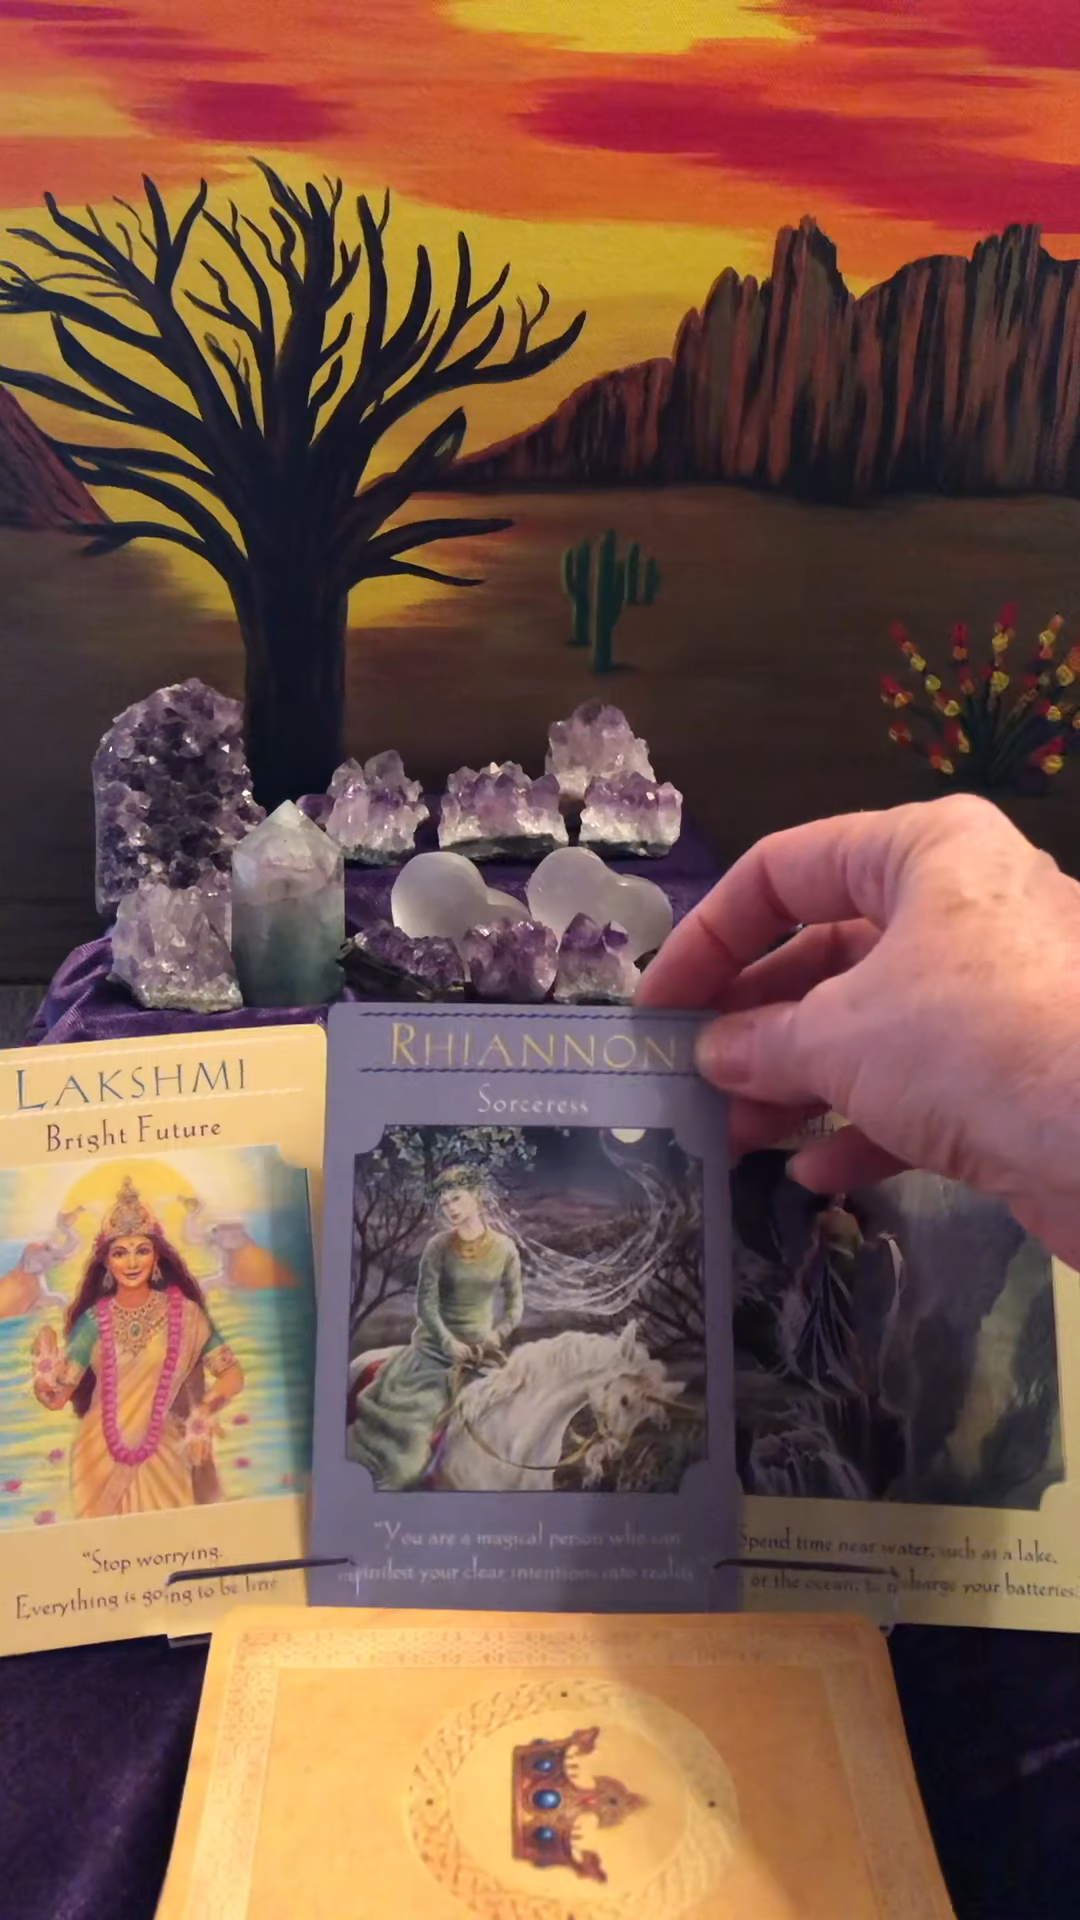 LAKSHMI
Bright Future
"Stop worrying.
Everything is going to be fine
RHIANNON
Sorceress
"You are a magical person who can
manifest your clear intentions into reality
Spend time near water, such as a lake,
or the ocean, to recharge your batteries.